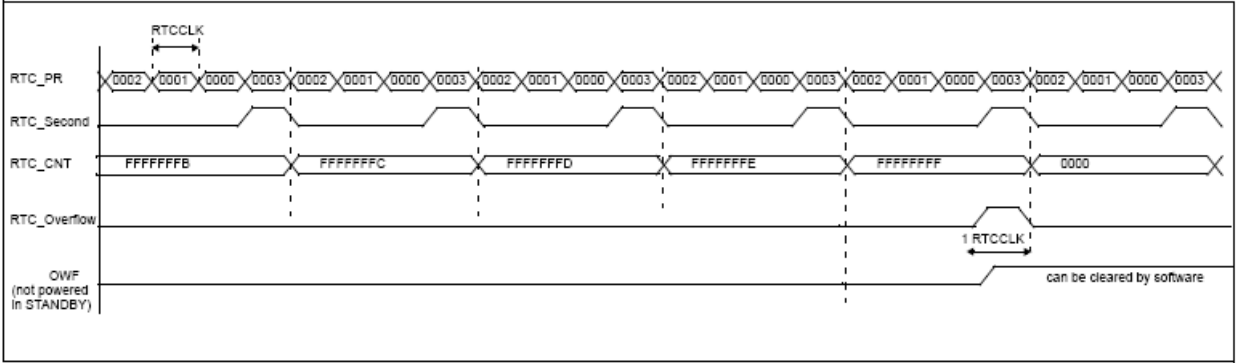 RTCCLK
RTC_PR 0002 0001 0000 0003 0002 0001 0000 0003 0002 0001 0000 0003 0002 0001 0000 0003 0002 0001 0000 0003 0002 0001 0000 0003
RTC_Second
RTC_CNT FFFFFFFB FFFFFFFC FFFFFFFD FFFFFFFE FFFFFFFF 0000
RTC_Overflow
1 RTCCLK
OWF can be cleared by software
(not powered
in STANDBY)